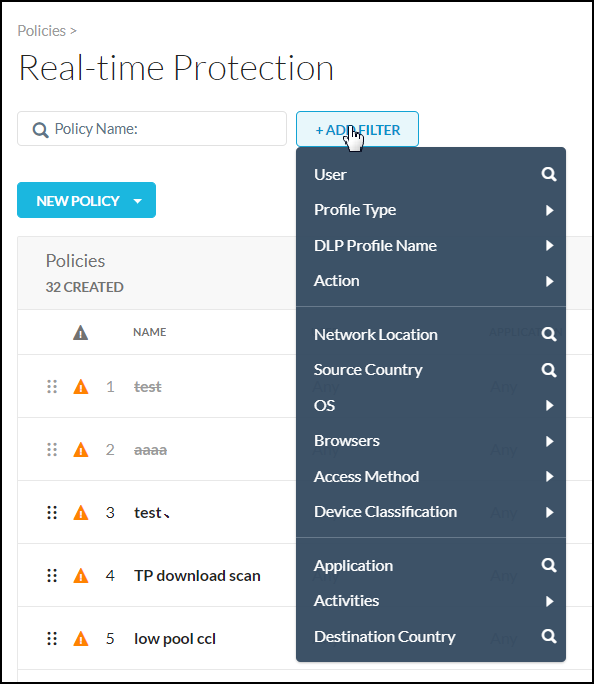 Policies >
Real-time Protection
Policy Name:
+ ADD FILTER
NEW POLICY
User
Profile Type
DLP Profile Name
Action
Network Location
Source Country
OS
Browsers
Access Method
Device Classification
Application
Activities
Destination Country
Policies
32 CREATED
NAME
1 test
2 aaaa
3 test、
4 TP download scan
5 low pool ccl